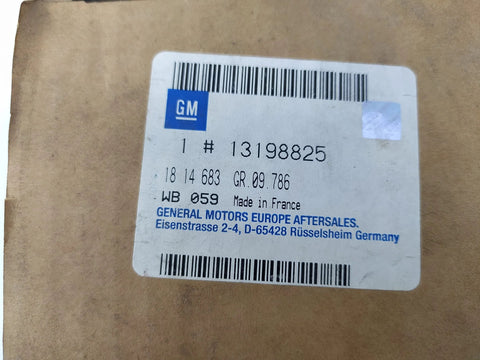 GM
1 # 13198825
18 14 683 GR.09.786
WB 059 Made in France
GENERAL MOTORS EUROPE AFTERSALES.
Eisenstrasse 2-4, D-65428 Rüsselsheim Germany